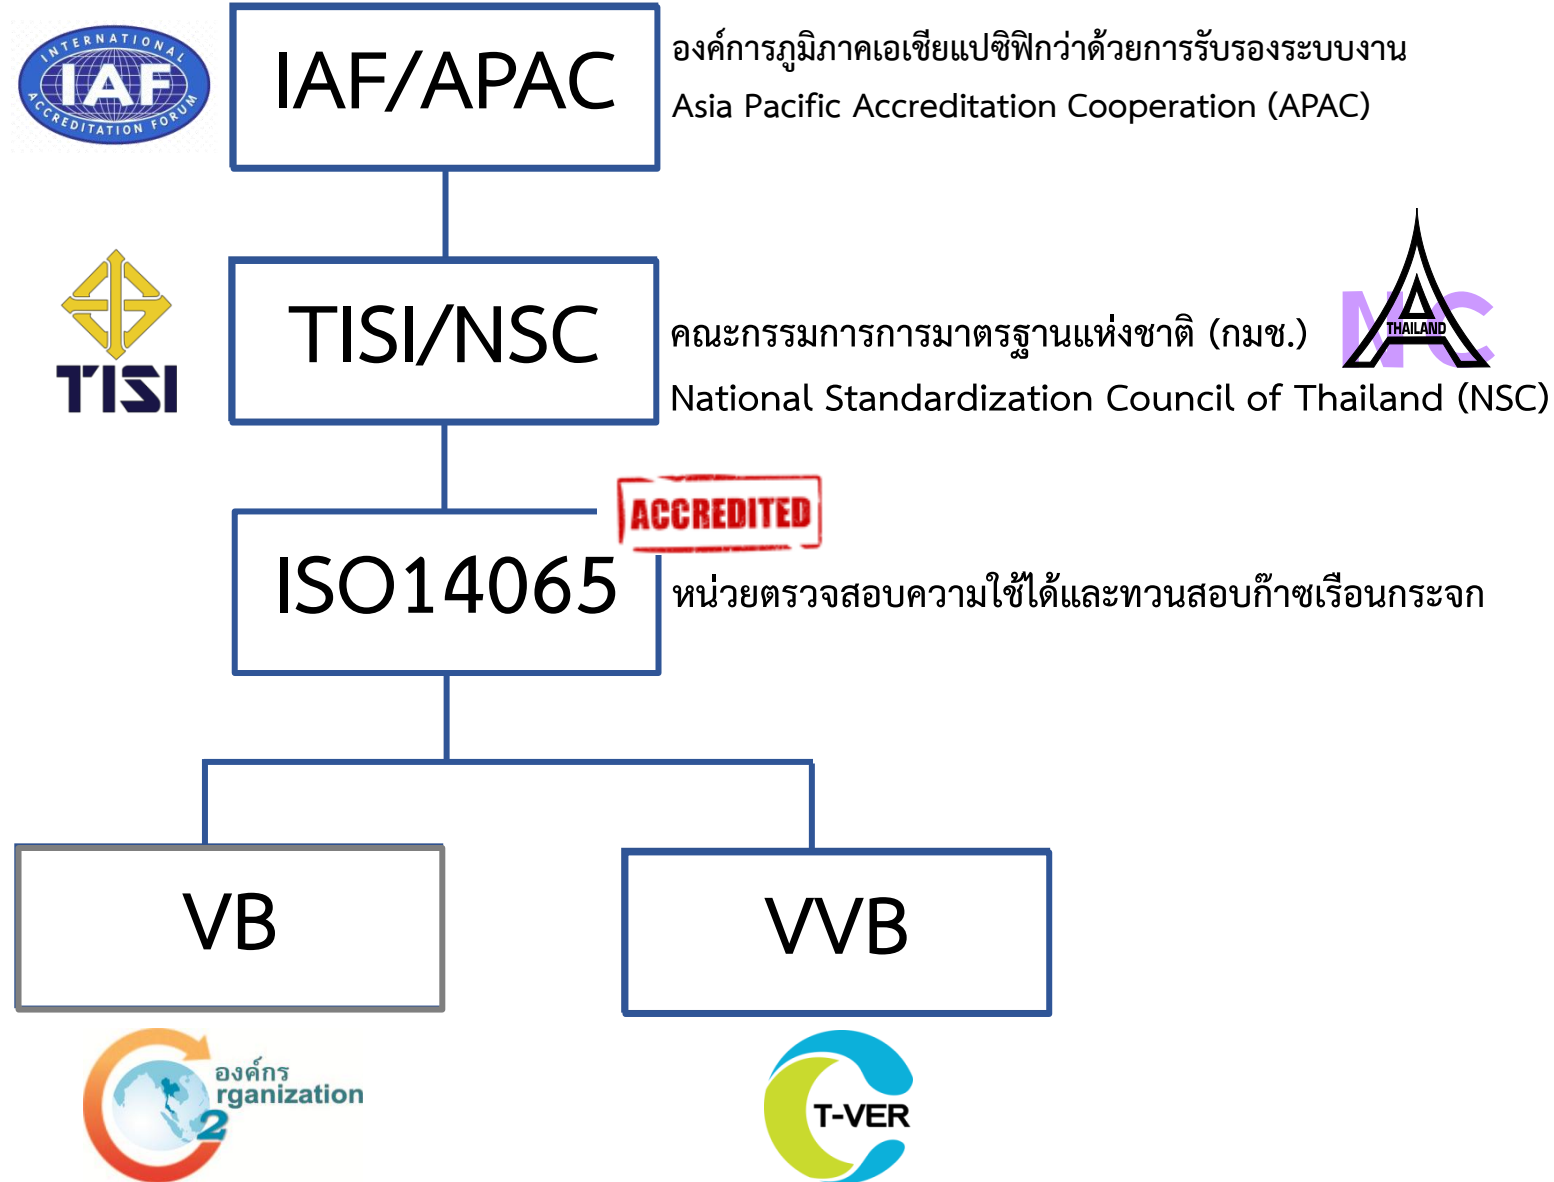 INTERNATIONAL
IAF
ACCREDITATION FORUM
IAF/APAC
องค์การภูมิภาคเอเชียแปซิฟิกว่าด้วยการรับรองระบบงาน
Asia Pacific Accreditation Cooperation (APAC)
TISI
TISI/NSC
คณะกรรมการการมาตรฐานแห่งชาติ (กมช.)
National Standardization Council of Thailand (NSC)
NAC
THAILAND
ACCREDITED
ISO14065
หน่วยตรวจสอบความใช้ได้และทวนสอบก๊าซเรือนกระจก
VB
VVB
องค์กร
rganization
2
T-VER